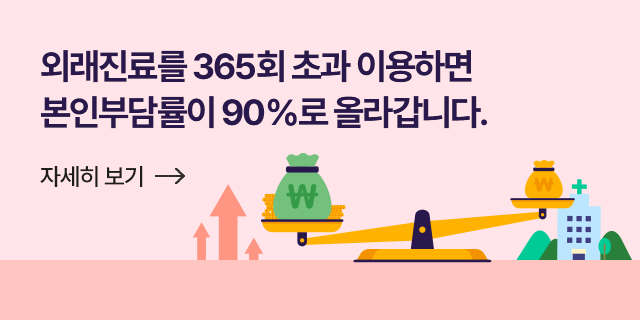 외래진료를 365회 초과 이용하면
본인부담률이 90%로 올라갑니다.
자세히 보기 →
₩
₩